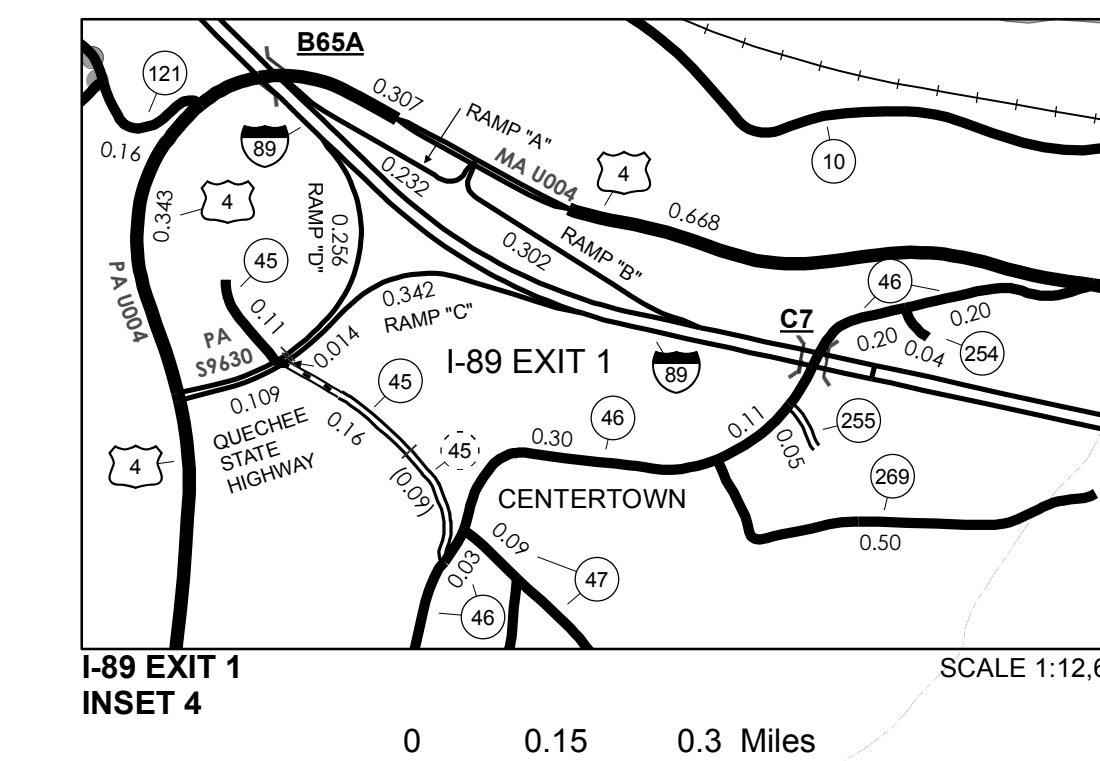 B65A
121
0.307
RAMP "A"
0.16
89
0.232
MA U004
4
10
4
0.343
RAMP "D"
0.256
0.668
RAMP "B"
0.302
45
46
PA U004
0.342
RAMP "C"
0.11
0.014
PA
S9630
C7
0.20
0.20
0.04
254
I-89 EXIT 1
89
45
0.109
QUECHEE
STATE
HIGHWAY
0.16
46
0.30
0.11
255
0.05
4
45
(0.09)
269
CENTERTOWN
0.50
0.09
0.03
47
46
I-89 EXIT 1
INSET 4
SCALE 1:12,6
0 0.15 0.3 Miles